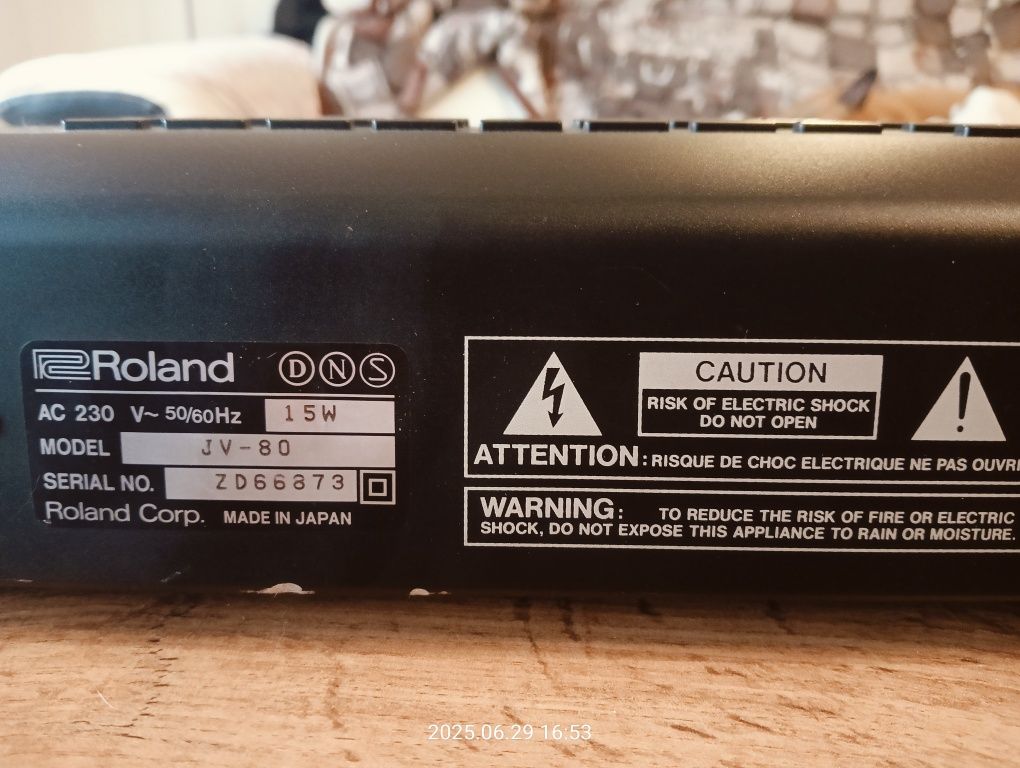 Roland D N S
AC 230 V~ 50/60Hz 15W
MODEL JV-80
SERIAL NO. ZD66873
Roland Corp. MADE IN JAPAN
CAUTION
RISK OF ELECTRIC SHOCK
DO NOT OPEN
ATTENTION: RISQUE DE CHOC ELECTRIQUE NE PAS OUVRI
WARNING: TO REDUCE THE RISK OF FIRE OR ELECTRIC
SHOCK, DO NOT EXPOSE THIS APPLIANCE TO RAIN OR MOISTURE.
2025.06.29 16:53